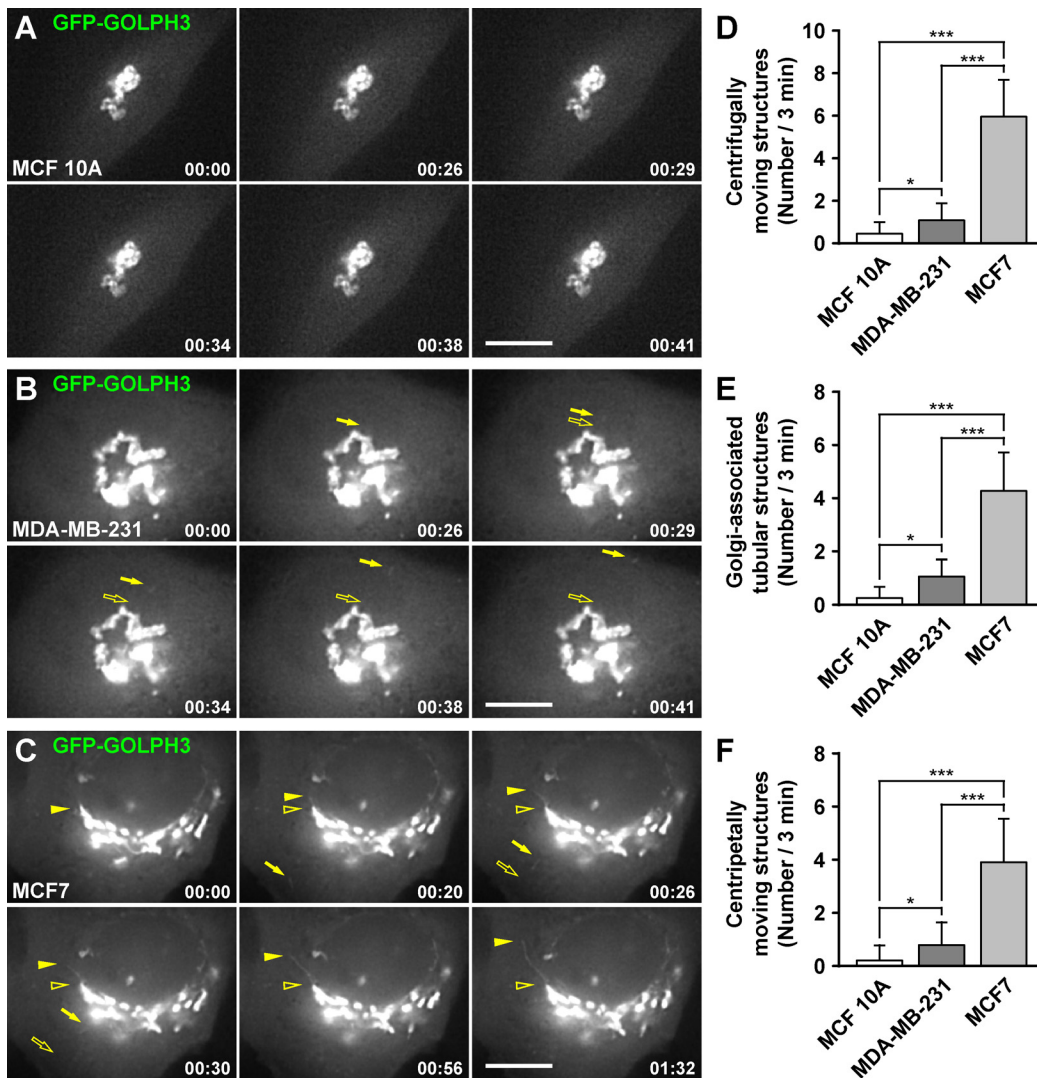 A GFP-GOLPH3
MCF 10A 00:00
00:26
00:29
00:34
00:38
00:41
B GFP-GOLPH3
MDA-MB-231 00:00
00:26
00:29
00:34
00:38
00:41
C GFP-GOLPH3
MCF7 00:00
00:20
00:26
00:30
00:56
01:32
D
Centrifugally
moving structures
(Number / 3 min)
10
8
6
4
2
0
***
***
*
MCF 10A
MDA-MB-231
MCF7
E
Golgi-associated
tubular structures
(Number / 3 min)
8
6
4
2
0
***
***
*
MCF 10A
MDA-MB-231
MCF7
F
Centripetally
moving structures
(Number / 3 min)
8
6
4
2
0
***
***
*
MCF 10A
MDA-MB-231
MCF7